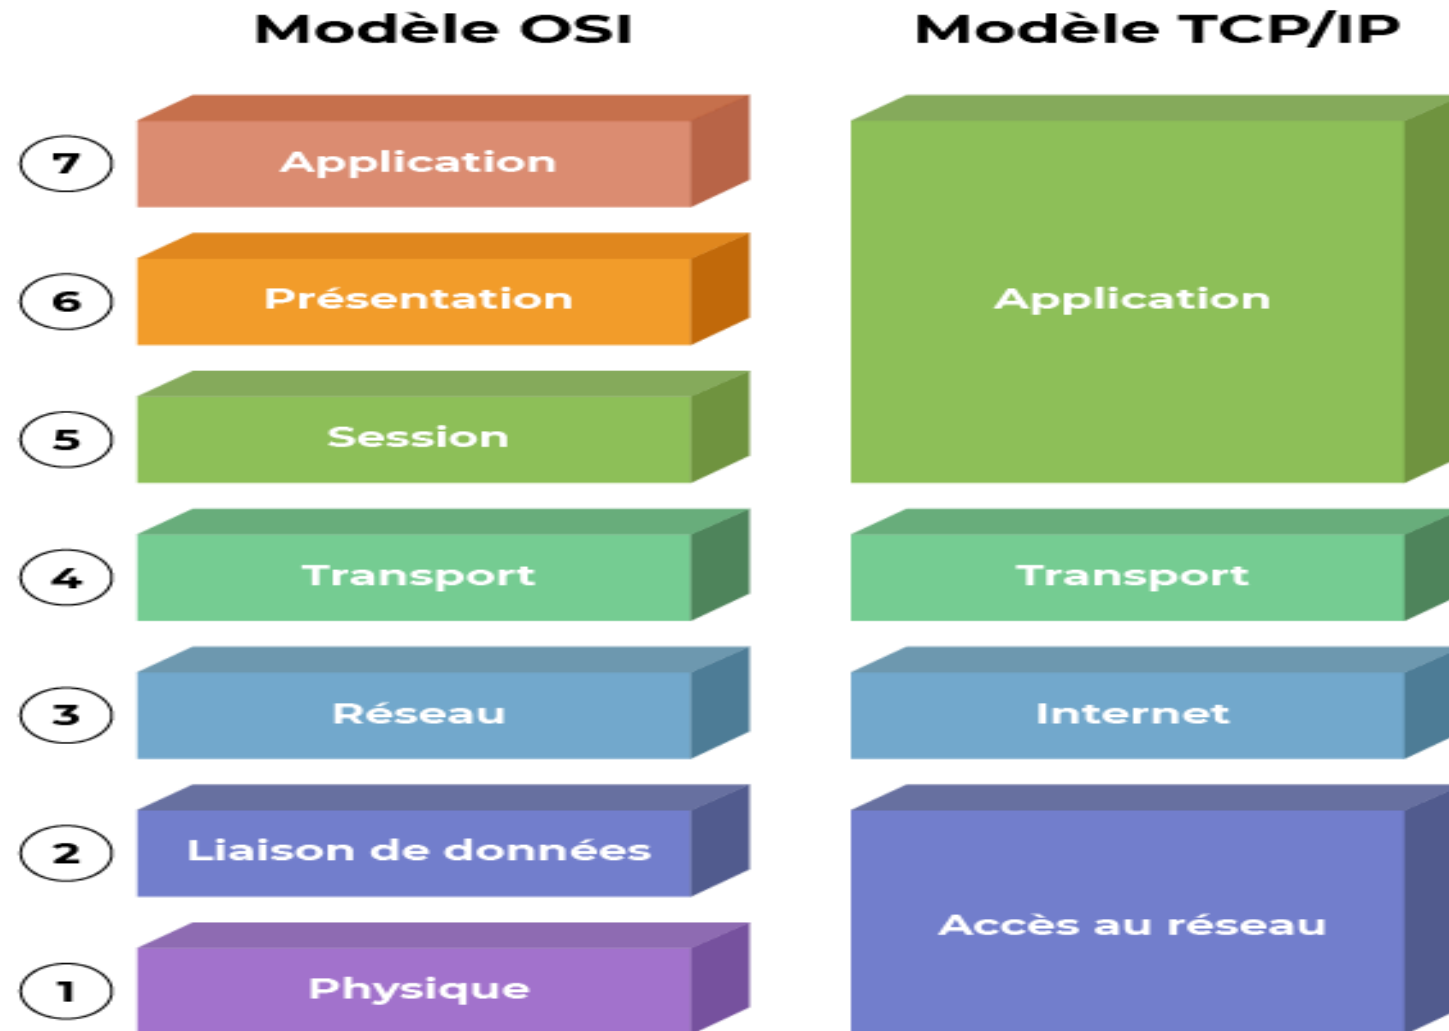 Modèle OSI
Modèle TCP/IP
7
Application
6
Présentation
Application
5
Session
4
Transport
Transport
3
Réseau
Internet
2
Liaison de données
Accès au réseau
1
Physique